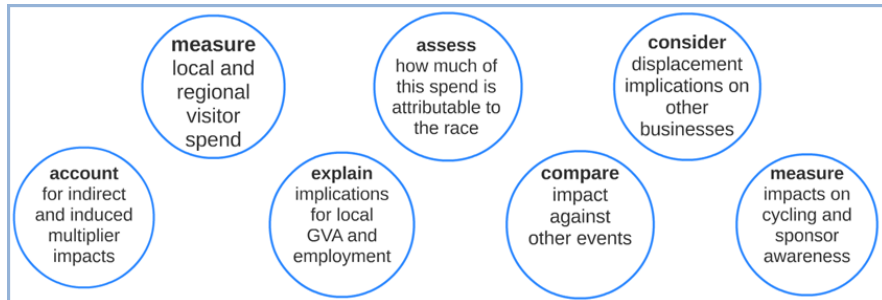 measure
local and
regional
visitor
spend
assess
how much of
this spend is
attributable to
the race
consider
displacement
implications on
other
businesses
account
for indirect
and induced
multiplier
impacts
explain
implications
for local
GVA and
employment
compare
impact
against
other events
measure
impacts on
cycling and
sponsor
awareness